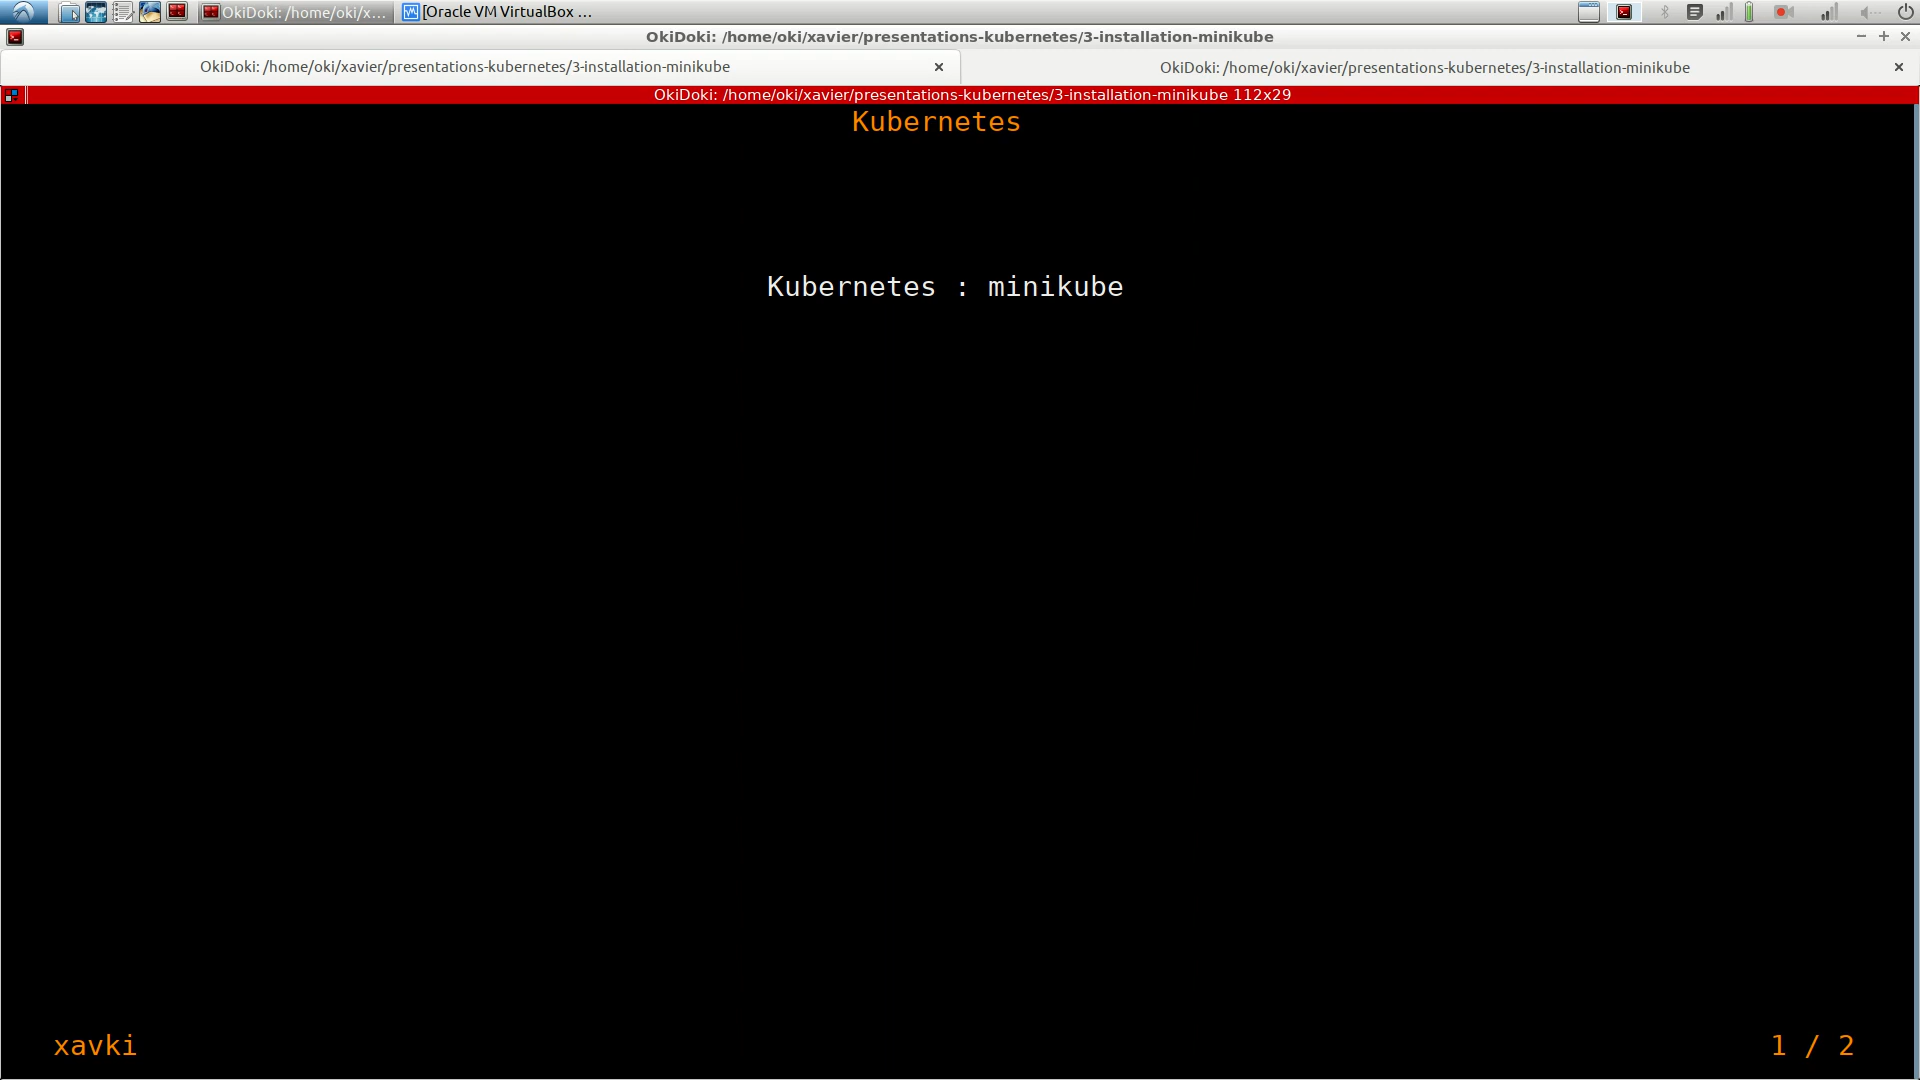 OkiDoki: /home/oki/x...
[Oracle VM VirtualBox ...
OkiDoki: /home/oki/xavier/presentations-kubernetes/3-installation-minikube
OkiDoki: /home/oki/xavier/presentations-kubernetes/3-installation-minikube
OkiDoki: /home/oki/xavier/presentations-kubernetes/3-installation-minikube
OkiDoki: /home/oki/xavier/presentations-kubernetes/3-installation-minikube 112x29
Kubernetes
Kubernetes : minikube
xavki
1 / 2